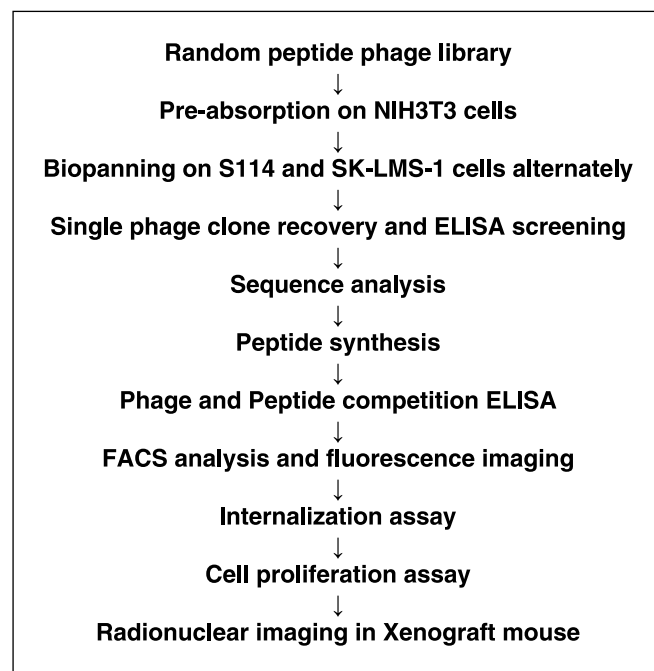 Random peptide phage library
↓
Pre-absorption on NIH3T3 cells
↓
Biopanning on S114 and SK-LMS-1 cells alternately
↓
Single phage clone recovery and ELISA screening
↓
Sequence analysis
↓
Peptide synthesis
↓
Phage and Peptide competition ELISA
↓
FACS analysis and fluorescence imaging
↓
Internalization assay
↓
Cell proliferation assay
↓
Radionuclear imaging in Xenograft mouse